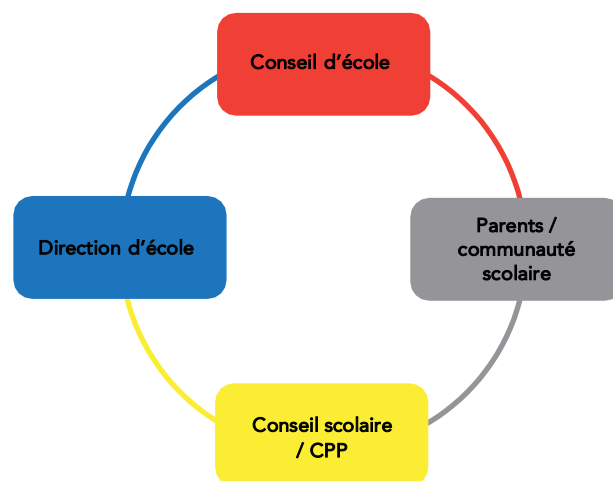 Conseil d'école
Direction d'école
Parents /
communauté
scolaire
Conseil scolaire
/ CPP